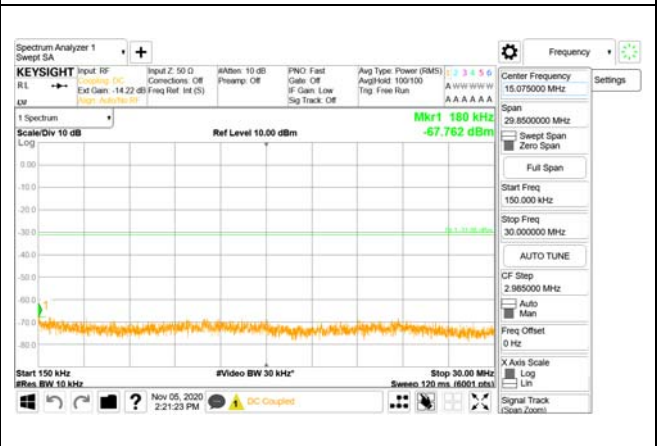 Spectrum Analyzer 1
Swept SA
Frequency
KEYSIGHT
Input: RF
Coupling: DC
Ext Gain: -14.22 dB
Align: Auto/No RF
Input Z: 50 Ω
Corrections: Off
Freq Ref: Int (S)
#Atten: 10 dB
Preamp: Off
PNO: Fast
Gate: Off
IF Gain: Low
Sig Track: Off
Avg Type: Power (RMS)
Avg|Hold: 100/100
Trig: Free Run
1 2 3 4 5 6
A W W W W W
A A A A A A
RL
1 Spectrum
Scale/Div 10 dB
Ref Level 10.00 dBm
Mkr1 180 kHz
-67.762 dBm
Log
0.00
-10.0
-20.0
-30.0
-40.0
-50.0
-60.0
-70.0
-80.0
1
Start 150 kHz
#Video BW 30 kHz*
Stop 30.00 MHz
#Res BW 10 kHz
Sweep 120 ms (6001 pts)
Nov 05, 2020
2:21:23 PM
DC Coupled
Center Frequency
15.075000 MHz
Settings
Span
29.8500000 MHz
Swept Span
Zero Span
Full Span
Start Freq
150.000 kHz
Stop Freq
30.000000 MHz
AUTO TUNE
CF Step
2.985000 MHz
Auto
Man
Freq Offset
0 Hz
X Axis Scale
Log
Lin
Signal Track
(Span Zoom)